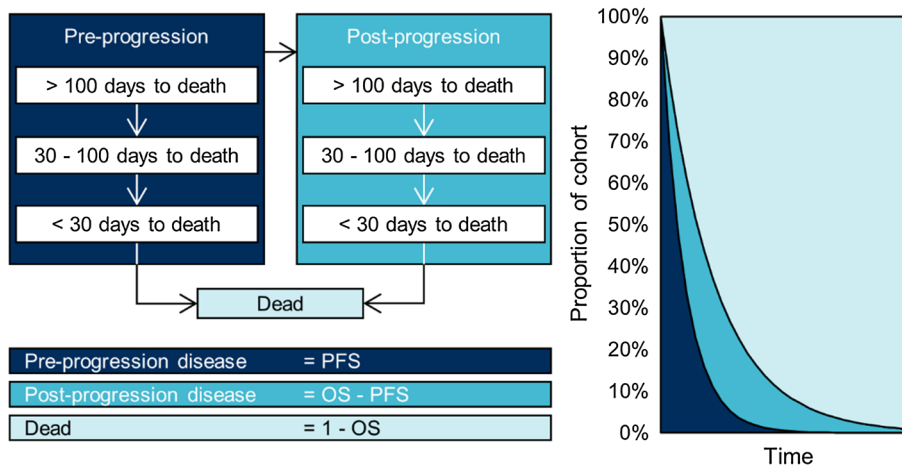 Pre-progression
> 100 days to death
30 - 100 days to death
< 30 days to death
Post-progression
> 100 days to death
30 - 100 days to death
< 30 days to death
Dead
Pre-progression disease = PFS
Post-progression disease = OS - PFS
Dead = 1 - OS
Proportion of cohort
100%
90%
80%
70%
60%
50%
40%
30%
20%
10%
0%
Time